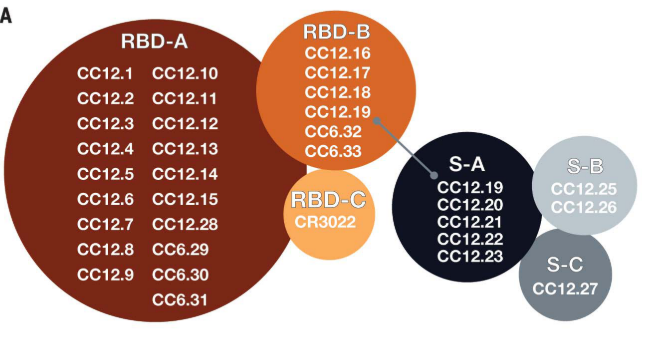 A
RBD-A
CC12.1 CC12.10
CC12.2 CC12.11
CC12.3 CC12.12
CC12.4 CC12.13
CC12.5 CC12.14
CC12.6 CC12.15
CC12.7 CC12.28
CC12.8 CC6.29
CC12.9 CC6.30
CC6.31
RBD-B
CC12.16
CC12.17
CC12.18
CC12.19
CC6.32
CC6.33
RBD-C
CR3022
S-A
CC12.19
CC12.20
CC12.21
CC12.22
CC12.23
S-B
CC12.25
CC12.26
S-C
CC12.27